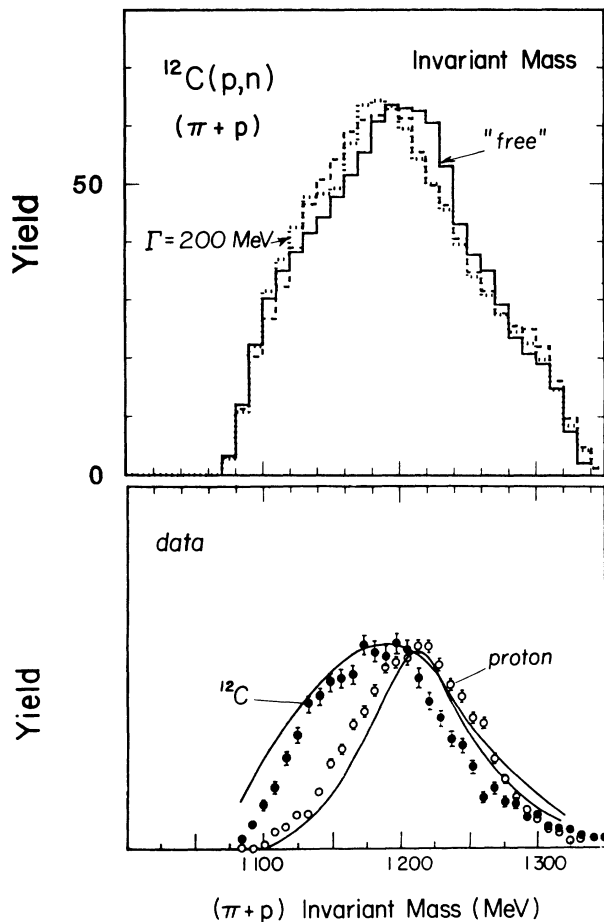 ¹²C(p,n)
Invariant Mass
(π + p)
"free"
50
Γ = 200 MeV
Yield
0
data
proton
¹²C
Yield
1100 1200 1300
(π + p) Invariant Mass (MeV)